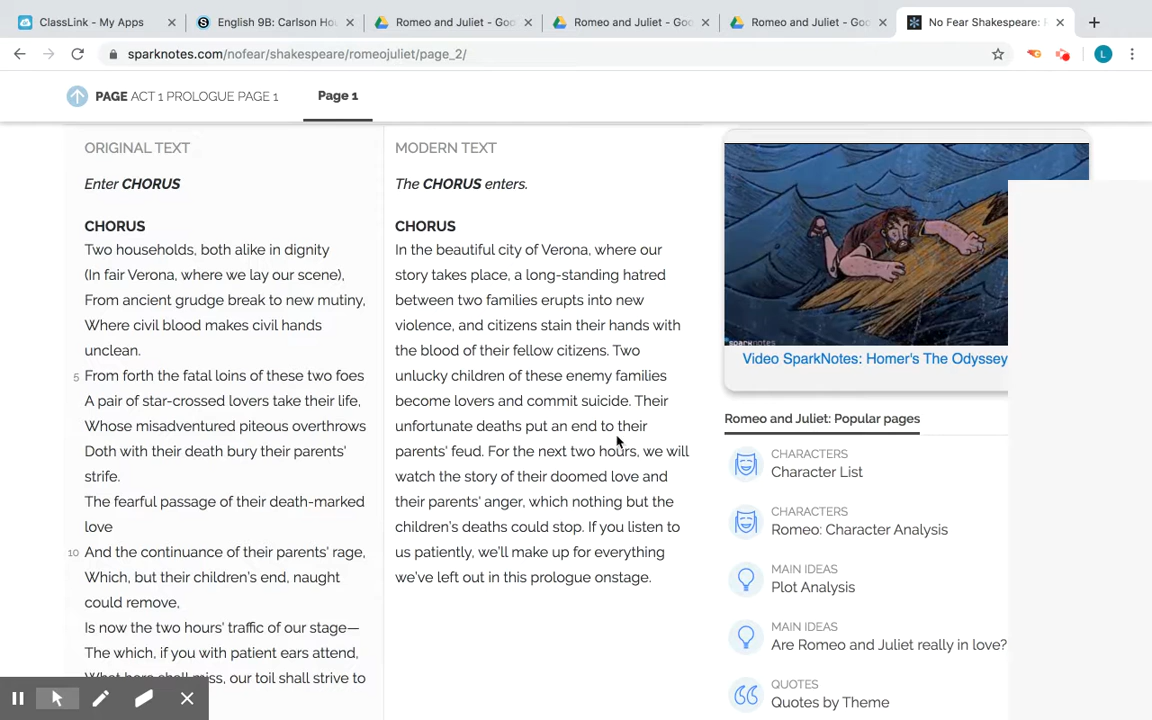 ClassLink - My Apps
English 9B: Carlson Ho
Romeo and Juliet - Goo
Romeo and Juliet - Goo
Romeo and Juliet - Goo
No Fear Shakespeare:
sparknotes.com/nofear/shakespeare/romeojuliet/page_2/
L
PAGE ACT 1 PROLOGUE PAGE 1
Page 1
ORIGINAL TEXT
Enter CHORUS
CHORUS
Two households, both alike in dignity
(In fair Verona, where we lay our scene),
From ancient grudge break to new mutiny,
Where civil blood makes civil hands
unclean.
5 From forth the fatal loins of these two foes
A pair of star-crossed lovers take their life,
Whose misadventured piteous overthrows
Doth with their death bury their parents'
strife.
The fearful passage of their death-marked
love
10 And the continuance of their parents' rage,
Which, but their children's end, naught
could remove,
Is now the two hours' traffic of our stage—
The which, if you with patient ears attend,
What here shall miss, our toil shall strive to
MODERN TEXT
The CHORUS enters.
CHORUS
In the beautiful city of Verona, where our
story takes place, a long-standing hatred
between two families erupts into new
violence, and citizens stain their hands with
the blood of their fellow citizens. Two
unlucky children of these enemy families
become lovers and commit suicide. Their
unfortunate deaths put an end to their
parents' feud. For the next two hours, we will
watch the story of their doomed love and
their parents' anger, which nothing but the
children's deaths could stop. If you listen to
us patiently, we'll make up for everything
we've left out in this prologue onstage.
sparknotes
Video SparkNotes: Homer's The Odyssey
Romeo and Juliet: Popular pages
CHARACTERS
Character List
CHARACTERS
Romeo: Character Analysis
MAIN IDEAS
Plot Analysis
MAIN IDEAS
Are Romeo and Juliet really in love?
QUOTES
Quotes by Theme